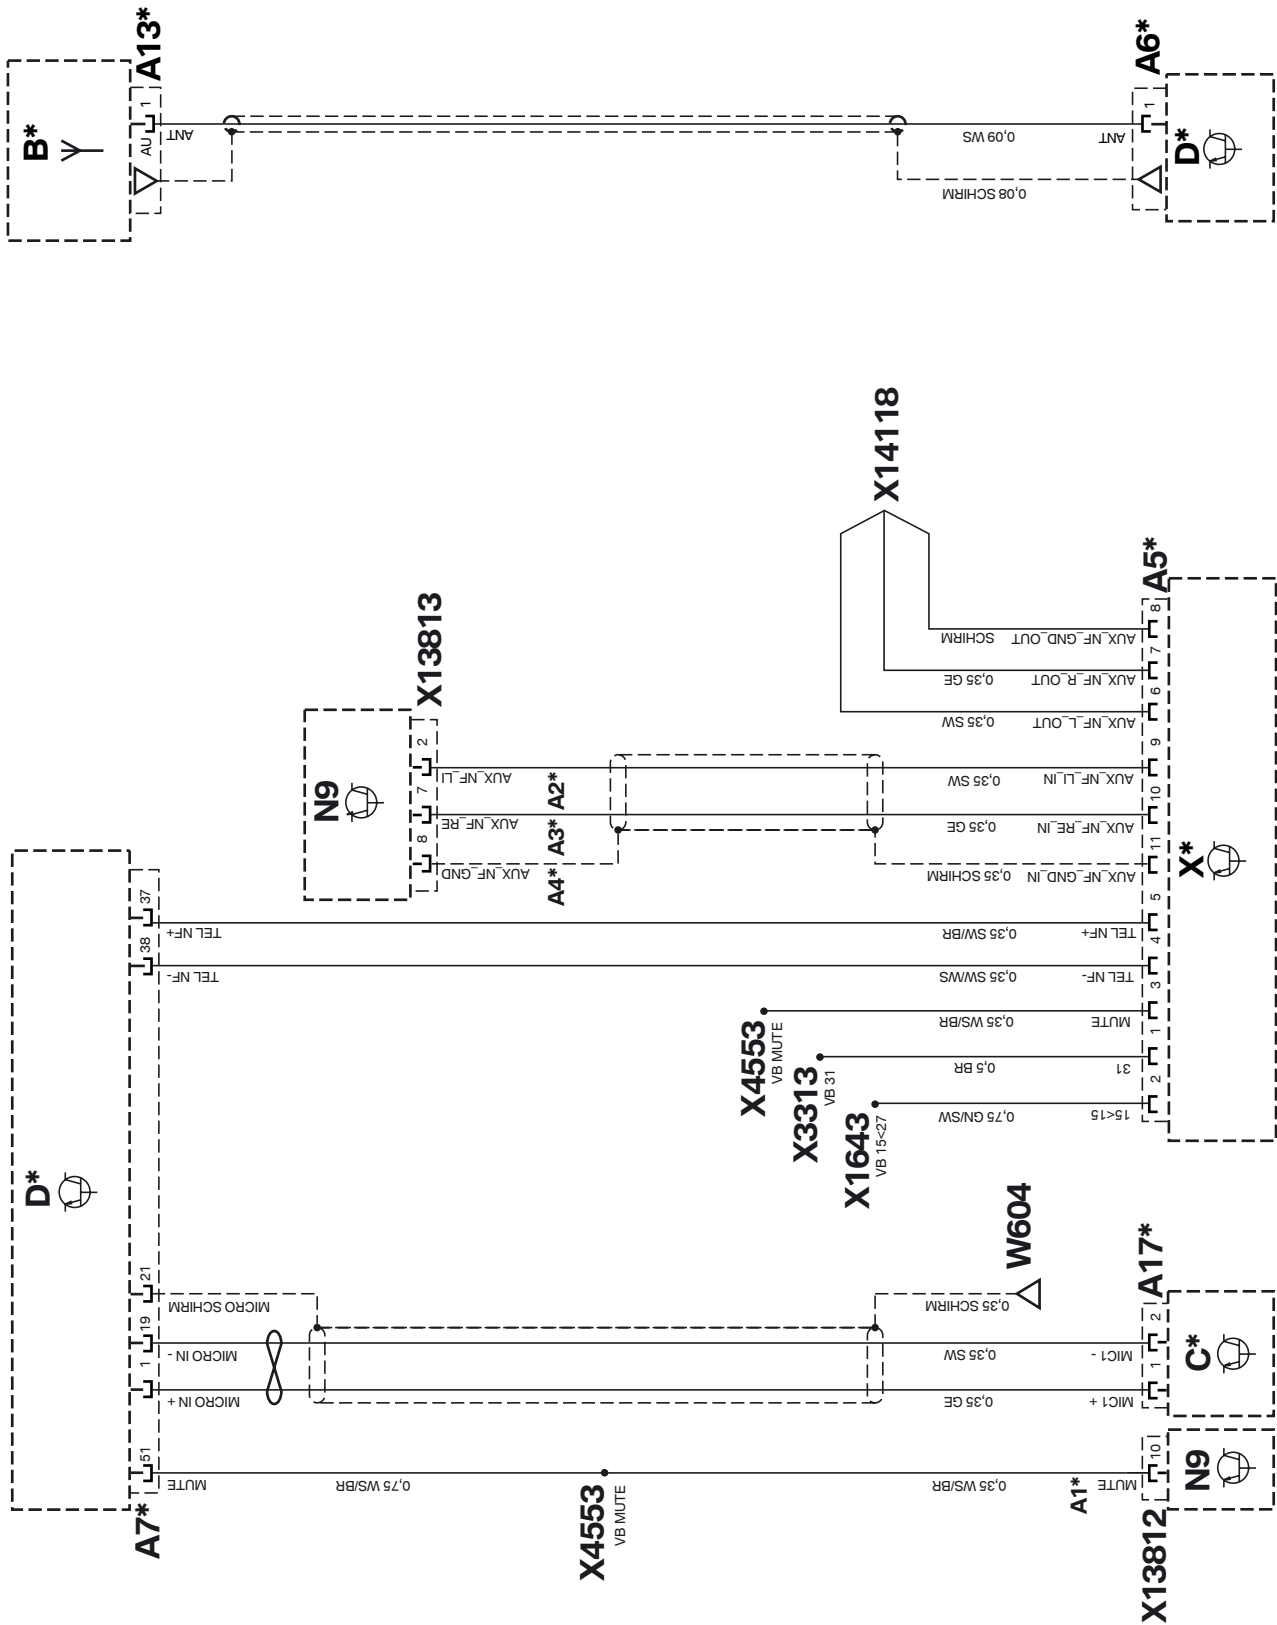 B*
A13*
1
AU
ANT
0,09 WS
ANT
0,08 SCHIRM
A6*
1
D*
X14118
N9
X13813
2
7
8
AUX_NF_LI
AUX_NF_RE
AUX_NF_GND
A2*
A3*
A4*
0,35 SW
AUX_NF_LI_IN
0,35 GE
AUX_NF_RE_IN
0,35 SCHIRM
AUX_NF_GND_IN
SCHIRM
AUX_NF_GND_OUT
0,35 GE
AUX_NF_R_OUT
0,35 SW
AUX_NF_L_OUT
A5*
8
7
6
9
10
11
5
4
3
1
2
X*
D*
37
38
TEL NF+
TEL NF-
0,35 SW/BR
TEL NF+
0,35 SW/WS
TEL NF-
X4553
VB MUTE
0,35 WS/BR
MUTE
X3313
VB 31
0,5 BR
31
X1643
VB 15<27
0,75 GN/SW
15<15
21
19
1
51
MICRO SCHIRM
MICRO IN -
MICRO IN +
MUTE
A7*
W604
0,35 SCHIRM
0,35 SW
MIC1 -
0,35 GE
MIC1 +
A17*
2
1
C*
0,75 WS/BR
X4553
VB MUTE
0,35 WS/BR
A1*
MUTE
10
N9
X13812